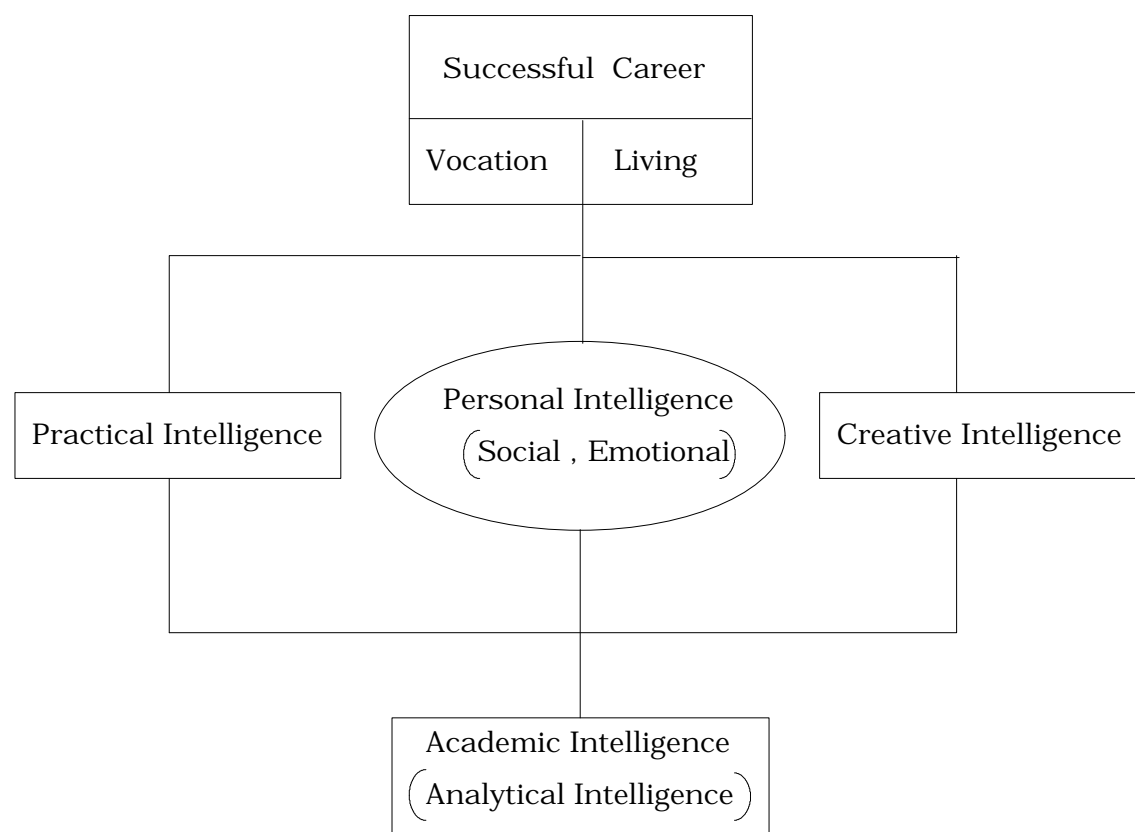 Successful Career
Vocation
Living
Personal Intelligence
(Social , Emotional)
Practical Intelligence
Creative Intelligence
Academic Intelligence
(Analytical Intelligence)